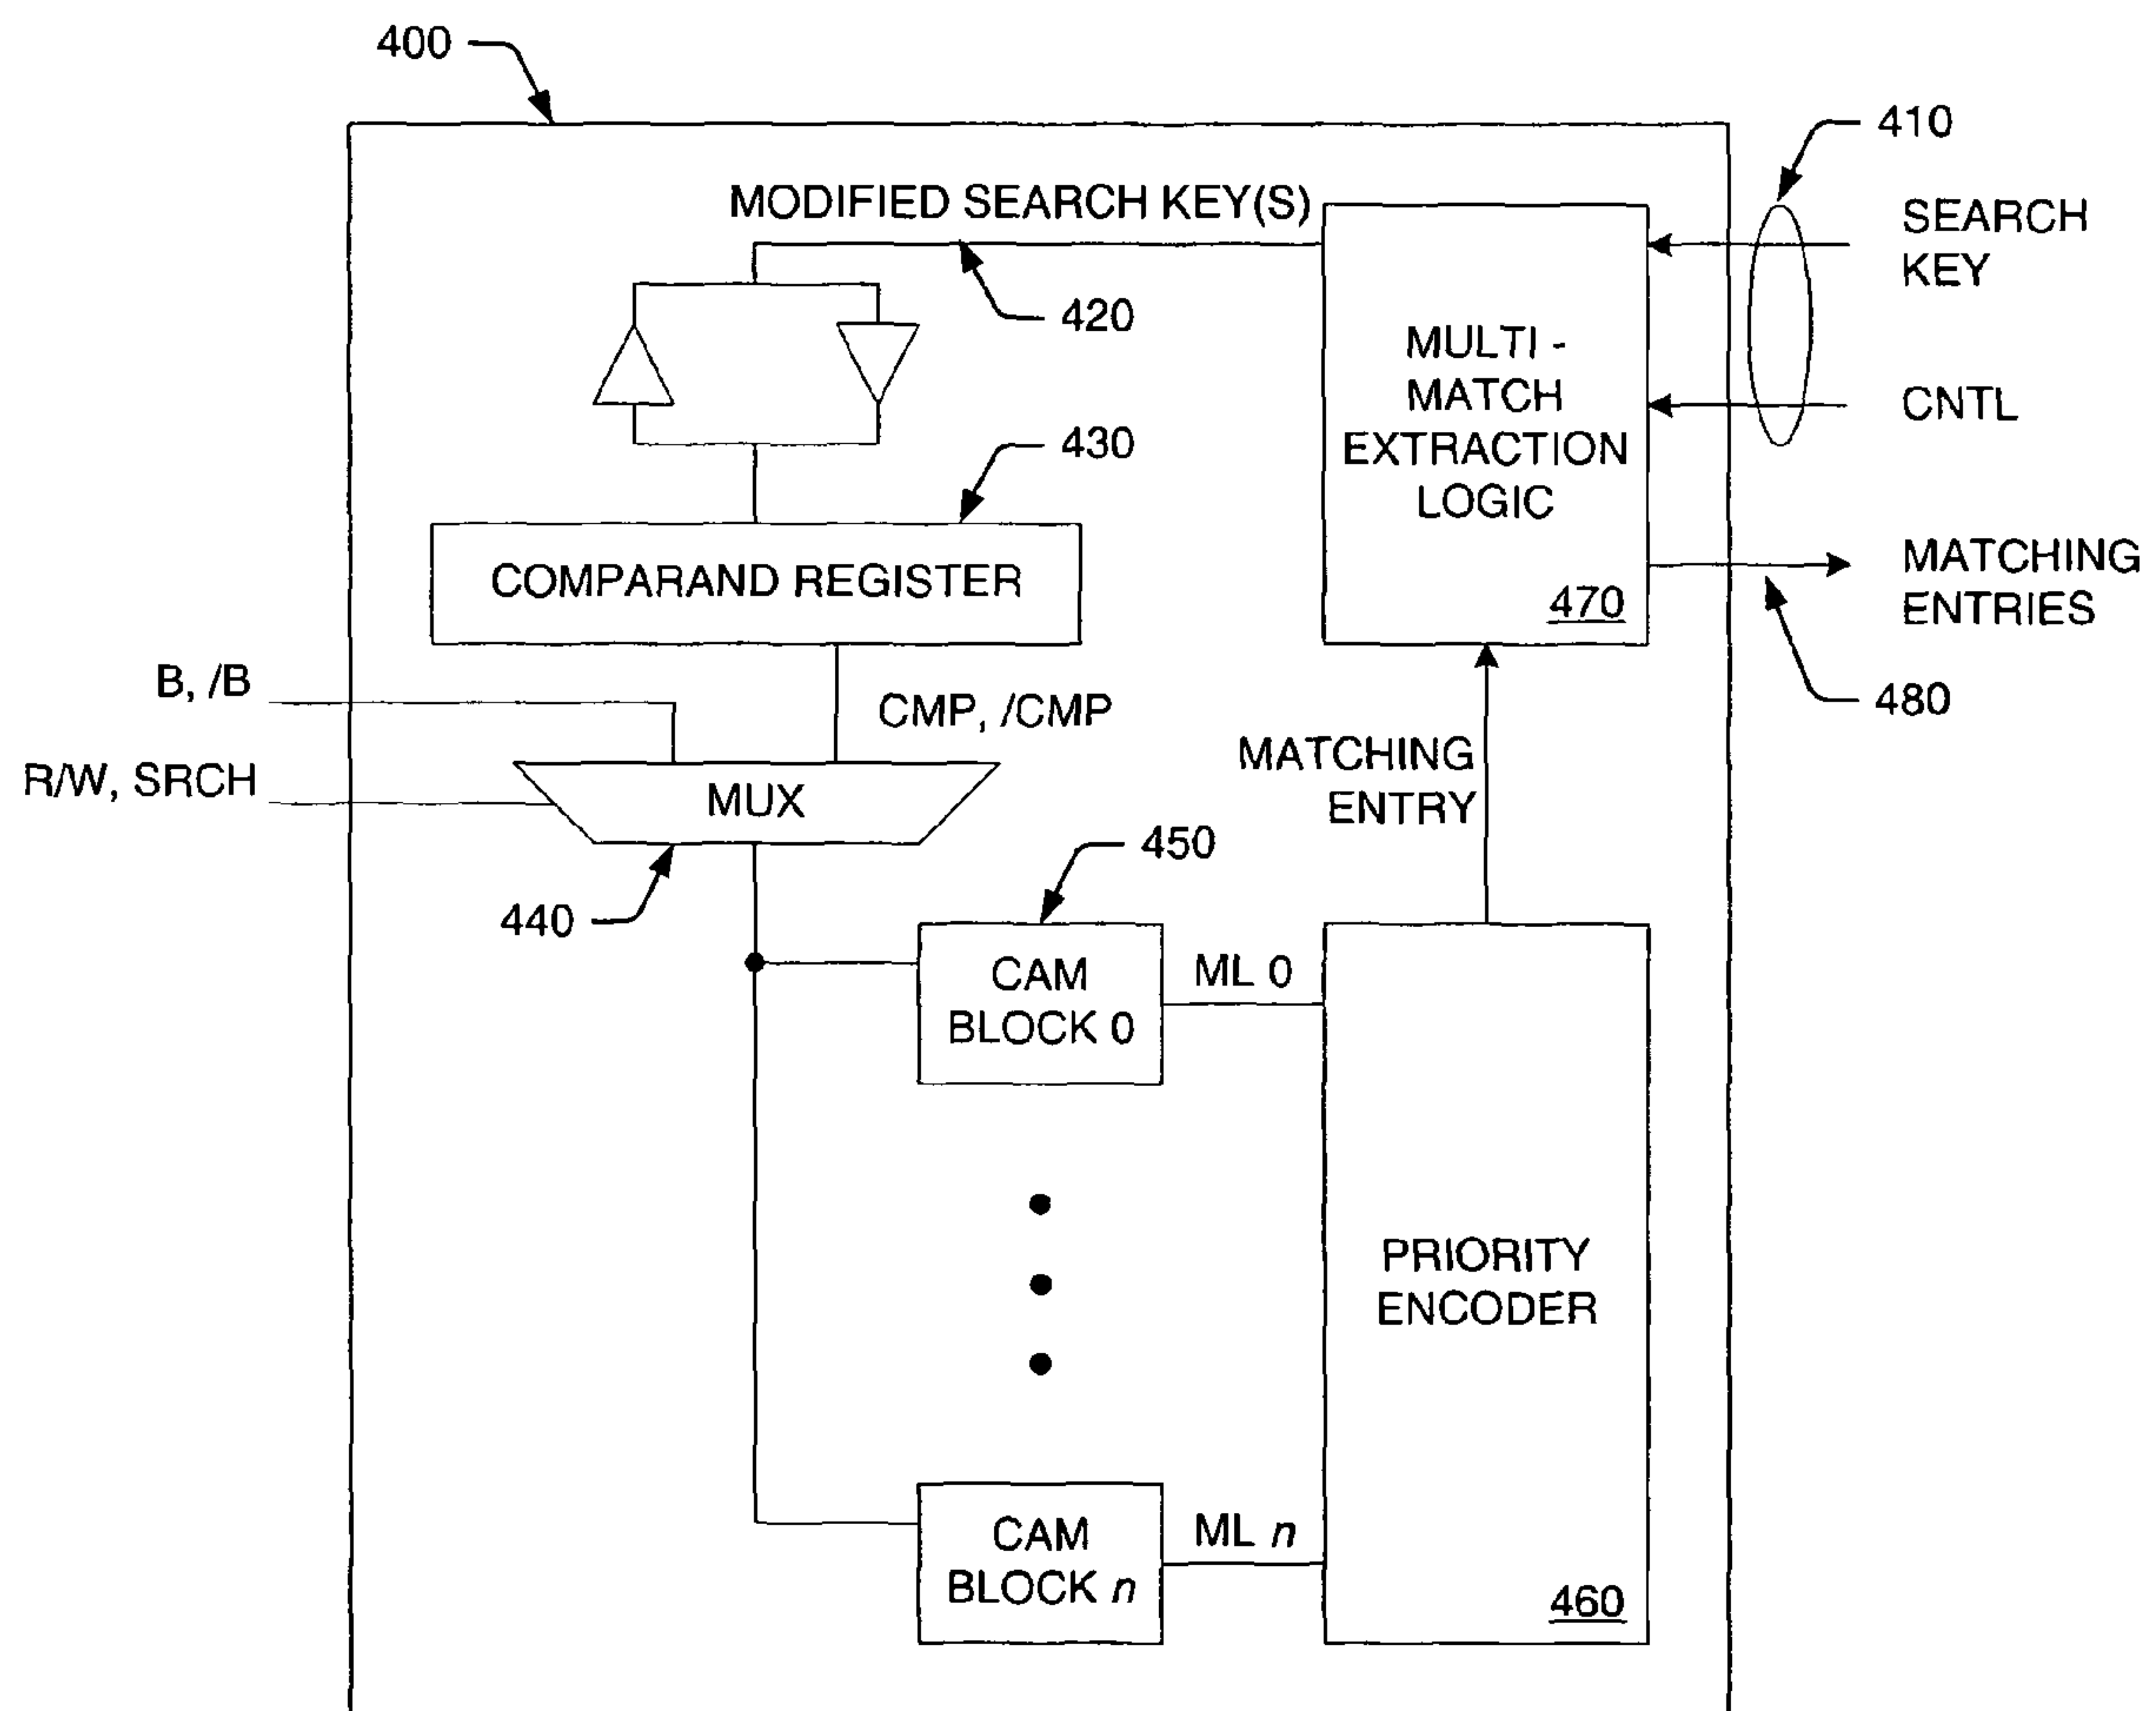 400
410
MODIFIED SEARCH KEY(S)
SEARCH
KEY
420
MULTI -
MATCH
EXTRACTION
LOGIC
CNTL
430
COMPARAND REGISTER
470
MATCHING
ENTRIES
480
B, /B
CMP, /CMP
R/W, SRCH
MUX
MATCHING
ENTRY
440
450
CAM
BLOCK 0
ML 0
PRIORITY
ENCODER
CAM
BLOCK n
ML n
460